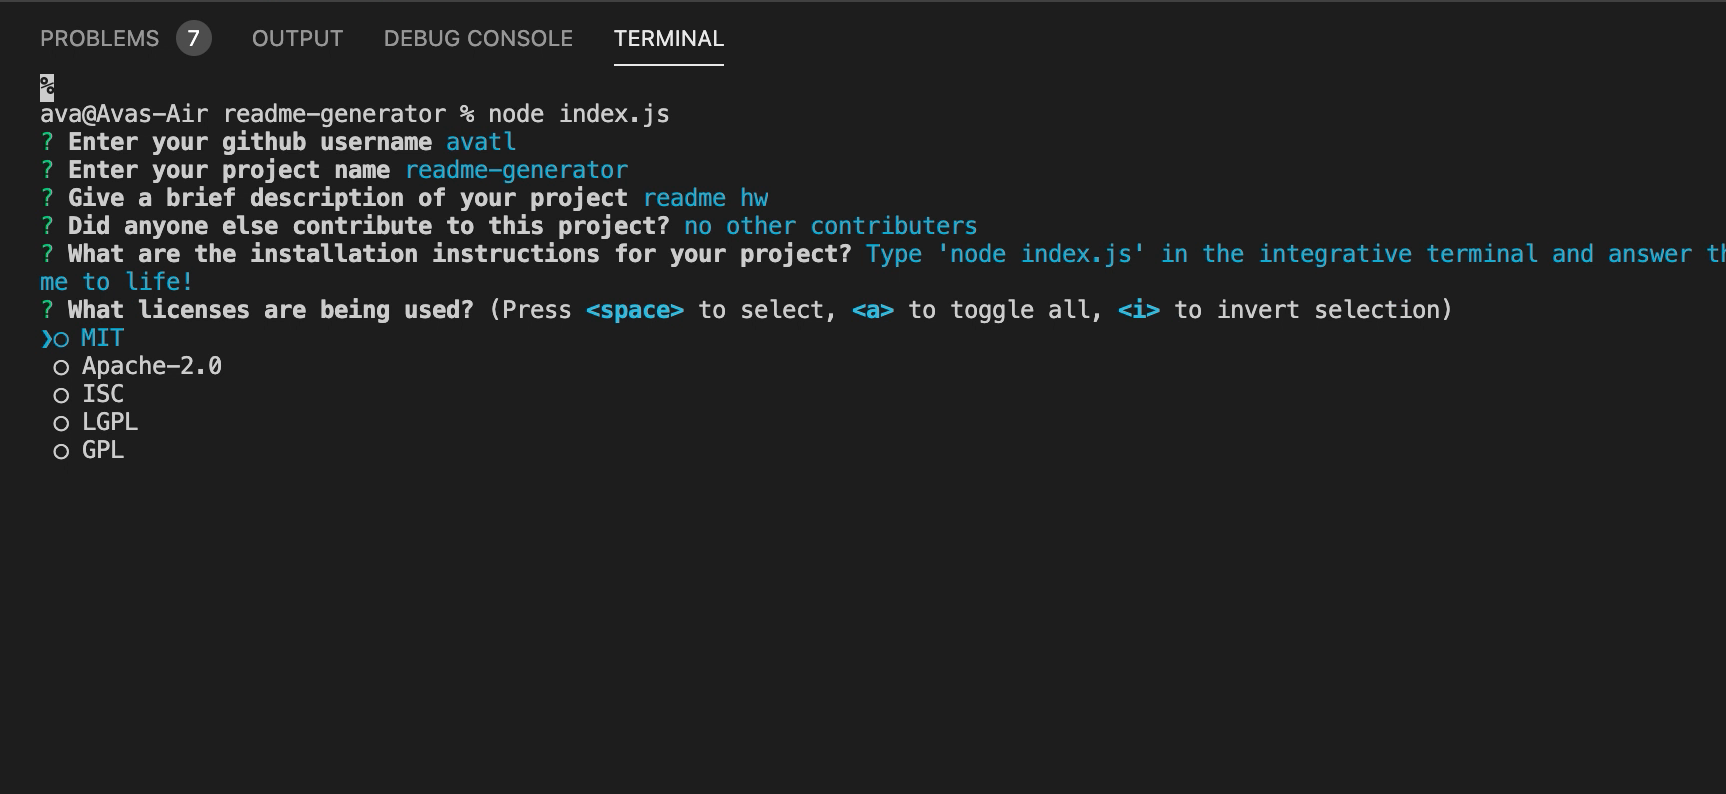 PROBLEMS 7 OUTPUT DEBUG CONSOLE TERMINAL
%
ava@Avas-Air readme-generator % node index.js
? Enter your github username avatl
? Enter your project name readme-generator
? Give a brief description of your project readme hw
? Did anyone else contribute to this project? no other contributers
? What are the installation instructions for your project? Type 'node index.js' in the integrative terminal and answer
me to life!
? What licenses are being used? (Press <space> to select, <a> to toggle all, <i> to invert selection)
❯○ MIT
○ Apache-2.0
○ ISC
○ LGPL
○ GPL